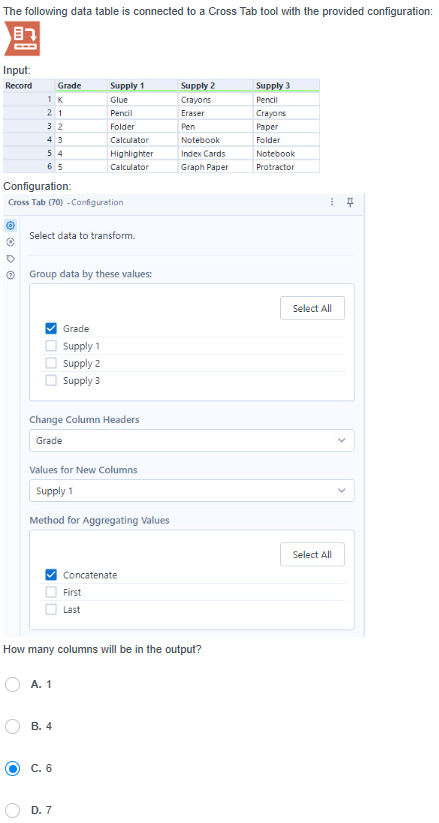 The following data table is connected to a Cross Tab tool with the provided configuration:
Input:
Record Grade Supply 1 Supply 2 Supply 3
1 K Glue Crayons Pencil
2 1 Pencil Eraser Crayons
3 2 Folder Pen Paper
4 3 Calculator Notebook Folder
5 4 Highlighter Index Cards Notebook
6 5 Calculator Graph Paper Protractor
Configuration:
Cross Tab (70) - Configuration
Select data to transform.
Group data by these values:
Select All
Grade
Supply 1
Supply 2
Supply 3
Change Column Headers
Grade
Values for New Columns
Supply 1
Method for Aggregating Values
Select All
Concatenate
First
Last
How many columns will be in the output?
A. 1
B. 4
C. 6
D. 7